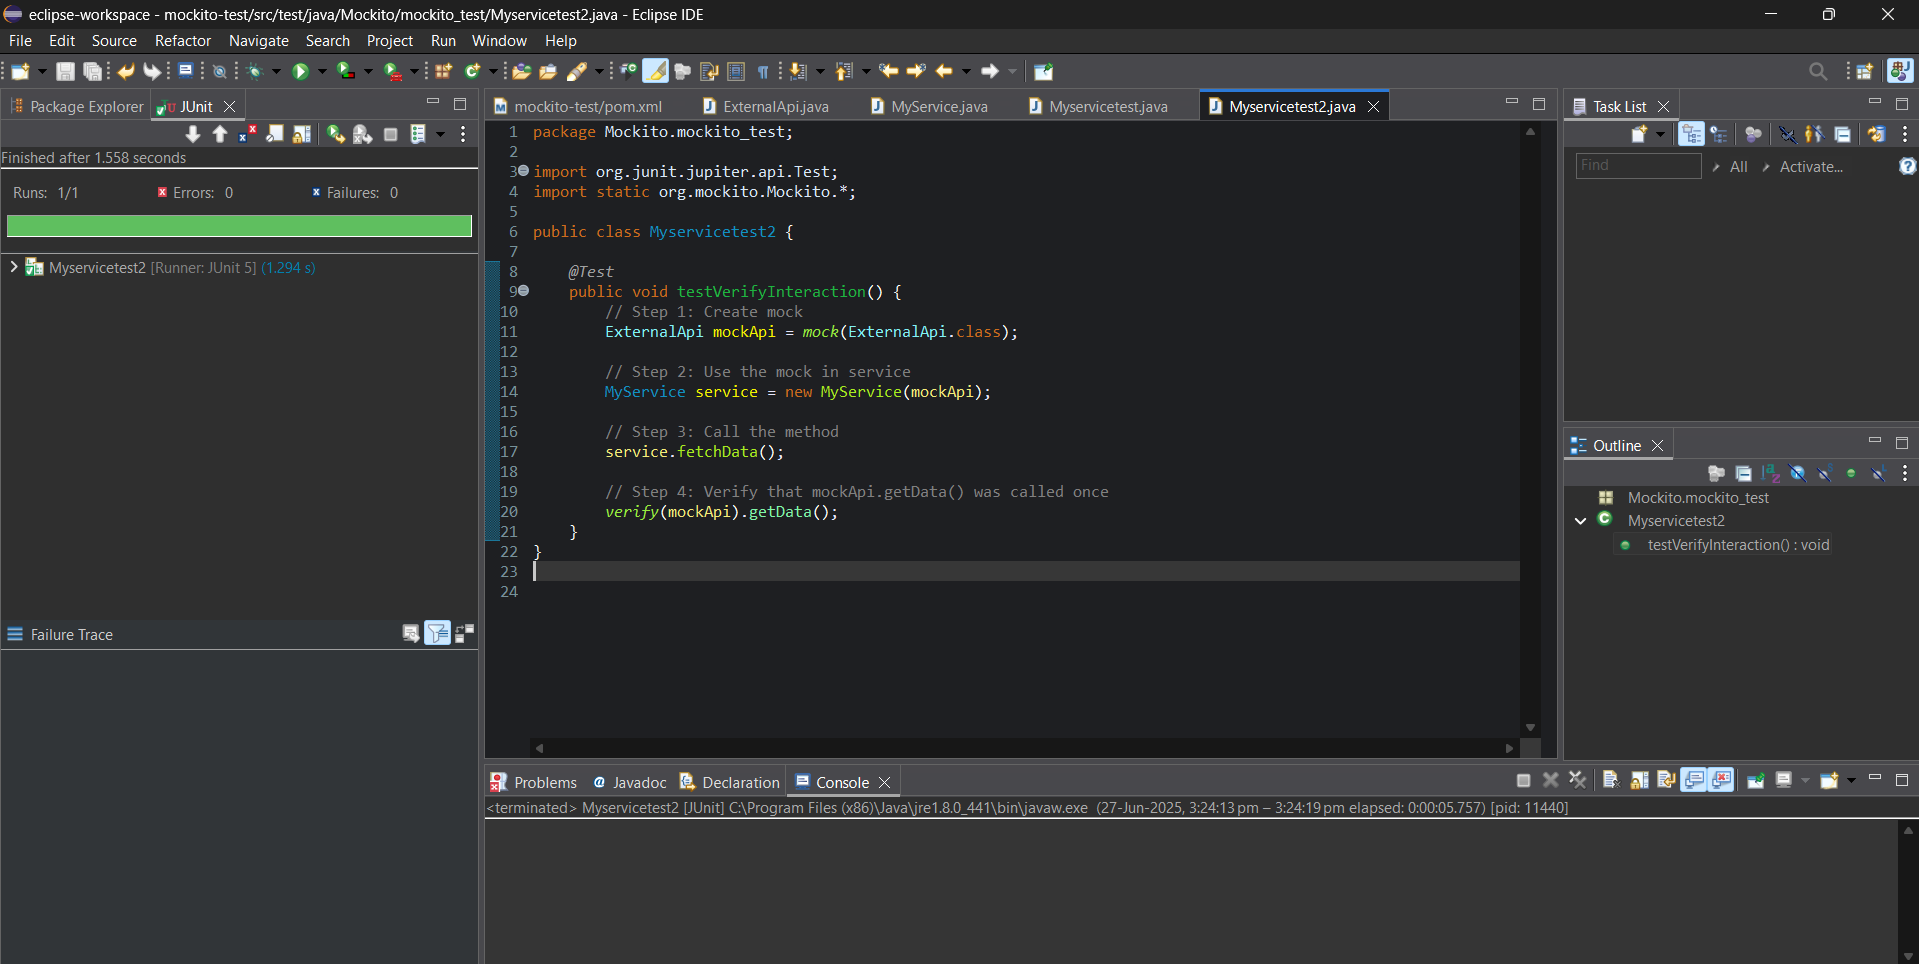 eclipse-workspace - mockito-test/src/test/java/Mockito/mockito_test/Myservicetest2.java - Eclipse IDE
File Edit Source Refactor Navigate Search Project Run Window Help
Package Explorer
JUnit
Finished after 1.558 seconds
Runs: 1/1
Errors: 0
Failures: 0
Myservicetest2 [Runner: JUnit 5] (1.294 s)
Failure Trace
mockito-test/pom.xml
ExternalApi.java
MyService.java
Myservicetest.java
Myservicetest2.java
1 package Mockito.mockito_test;
2
3 import org.junit.jupiter.api.Test;
4 import static org.mockito.Mockito.*;
5
6 public class Myservicetest2 {
7
8     @Test
9     public void testVerifyInteraction() {
10         // Step 1: Create mock
11         ExternalApi mockApi = mock(ExternalApi.class);
12
13         // Step 2: Use the mock in service
14         MyService service = new MyService(mockApi);
15
16         // Step 3: Call the method
17         service.fetchData();
18
19         // Step 4: Verify that mockApi.getData() was called once
20         verify(mockApi).getData();
21     }
22 }
23
24
Task List
Find
All
Activate...
Outline
Mockito.mockito_test
Myservicetest2
testVerifyInteraction() : void
Problems
@ Javadoc
Declaration
Console
<terminated> Myservicetest2 [JUnit] C:\Program Files (x86)\Java\jre1.8.0_441\bin\javaw.exe (27-Jun-2025, 3:24:13 pm – 3:24:19 pm elapsed: 0:00:05.757) [pid: 11440]